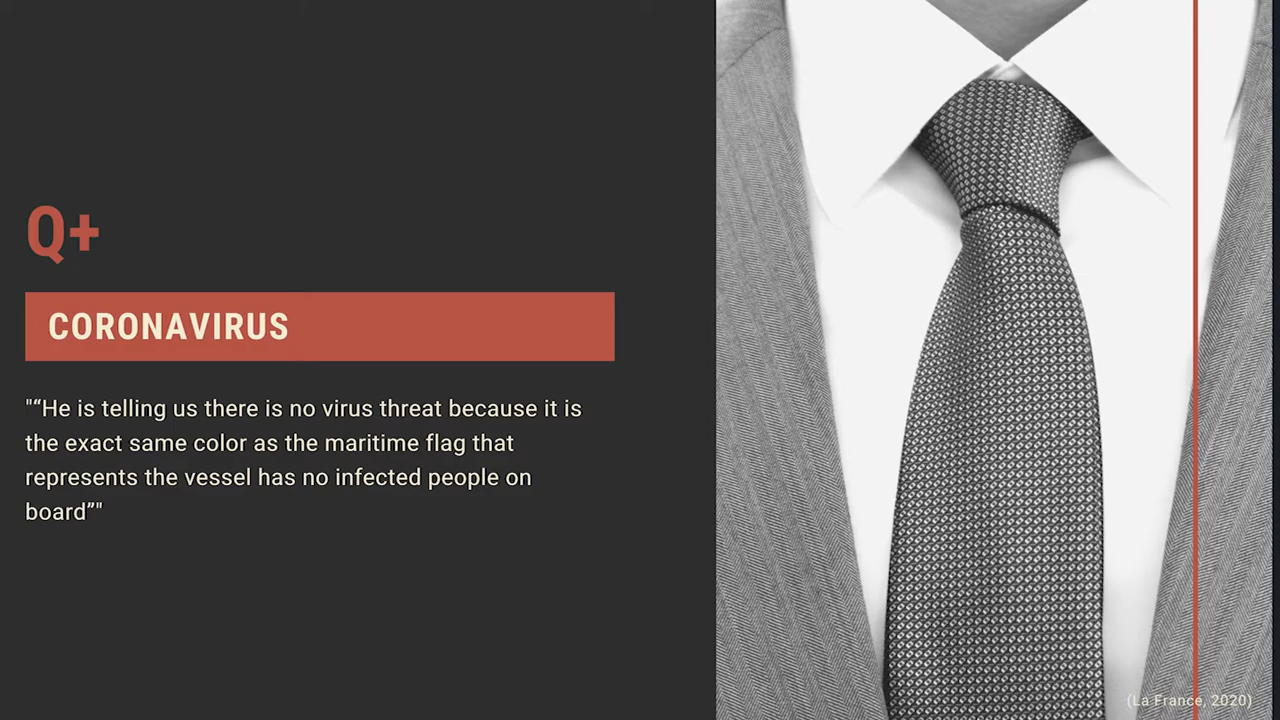 Q+
CORONAVIRUS
"“He is telling us there is no virus threat because it is
the exact same color as the maritime flag that
represents the vessel has no infected people on
board”"
(La France, 2020)